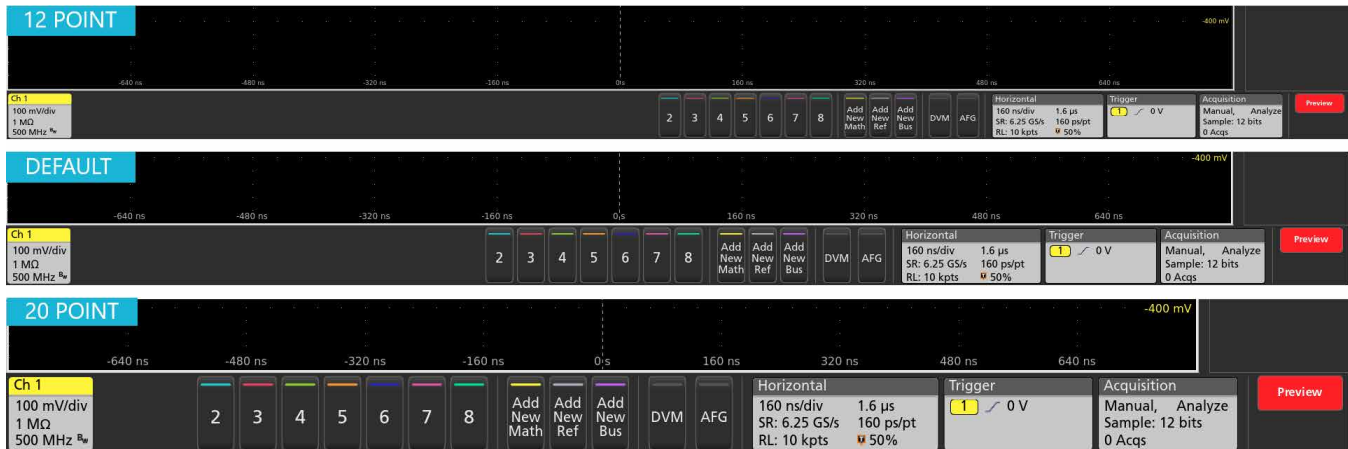 12 POINT
-400 mV
-640 ns -480 ns -320 ns -160 ns 0 s 160 ns 320 ns 480 ns 640 ns
Ch 1
100 mV/div
1 MΩ
500 MHz Bw
2 3 4 5 6 7 8
Add New Math
Add New Ref
Add New Bus
DVM AFG
Horizontal
160 ns/div 1.6 µs
SR: 6.25 GS/s 160 ps/pt
RL: 10 kpts 50%
Trigger
1 0 V
Acquisition
Manual, Analyze
Sample: 12 bits
0 Acqs
Preview
DEFAULT
-400 mV
-640 ns -480 ns -320 ns -160 ns 0 s 160 ns 320 ns 480 ns 640 ns
Ch 1
100 mV/div
1 MΩ
500 MHz Bw
2 3 4 5 6 7 8
Add New Math
Add New Ref
Add New Bus
DVM AFG
Horizontal
160 ns/div 1.6 µs
SR: 6.25 GS/s 160 ps/pt
RL: 10 kpts 50%
Trigger
1 0 V
Acquisition
Manual, Analyze
Sample: 12 bits
0 Acqs
Preview
20 POINT
-400 mV
-640 ns -480 ns -320 ns -160 ns 0 s 160 ns 320 ns 480 ns 640 ns
Ch 1
100 mV/div
1 MΩ
500 MHz Bw
2 3 4 5 6 7 8
Add New Math
Add New Ref
Add New Bus
DVM AFG
Horizontal
160 ns/div 1.6 µs
SR: 6.25 GS/s 160 ps/pt
RL: 10 kpts 50%
Trigger
1 0 V
Acquisition
Manual, Analyze
Sample: 12 bits
0 Acqs
Preview